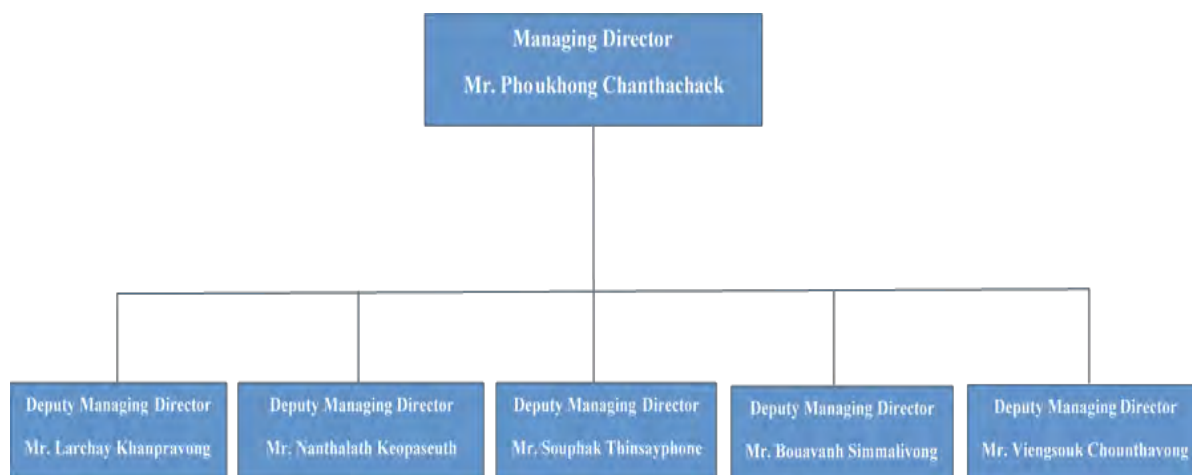 Managing Director
Mr. Phoukhong Chanthachack
Deputy Managing Director
Mr. Larchay Khanpravong
Deputy Managing Director
Mr. Nanthalath Keopaseuth
Deputy Managing Director
Mr. Souphak Thinsayphone
Deputy Managing Director
Mr. Bouavanh Simmalivong
Deputy Managing Director
Mr. Viengsouk Chounthavong